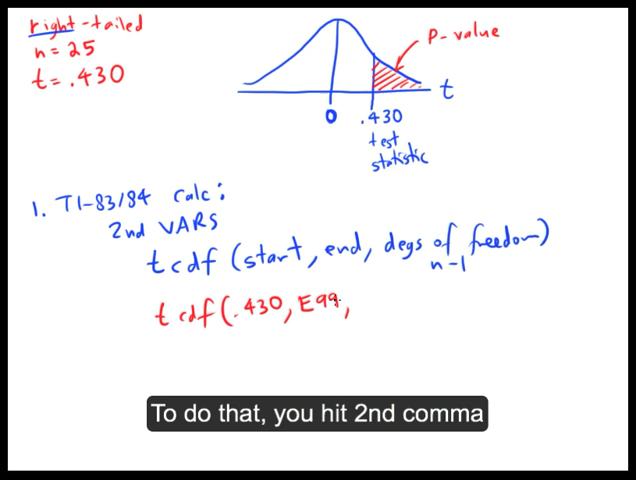 right-tailed
n = 25
t = .430
P-value
t
0
.430
test
statistic
1. TI-83/84 Calc:
2nd VARS
tcdf (start, end, degs of freedom)
n-1
tcdf (.430, E99,
To do that, you hit 2nd comma